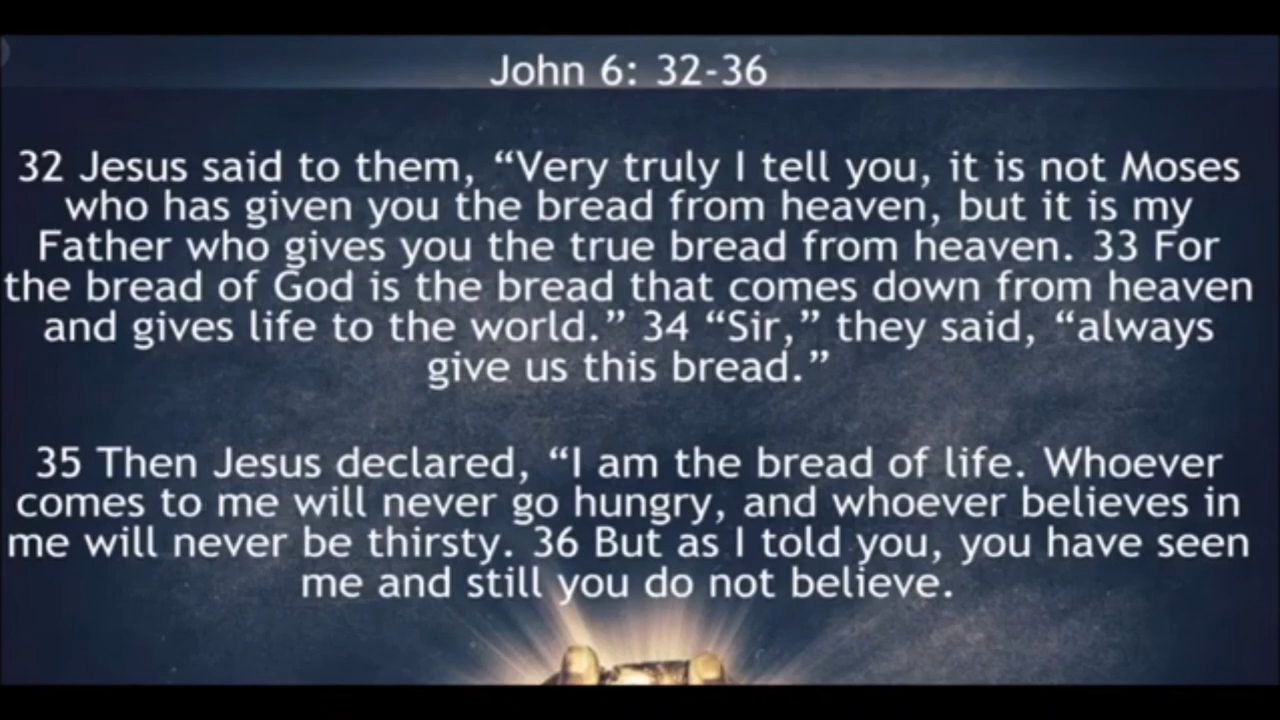 John 6: 32-36
32 Jesus said to them, “Very truly I tell you, it is not Moses
who has given you the bread from heaven, but it is my
Father who gives you the true bread from heaven. 33 For
the bread of God is the bread that comes down from heaven
and gives life to the world.” 34 “Sir,” they said, “always
give us this bread.”
35 Then Jesus declared, “I am the bread of life. Whoever
comes to me will never go hungry, and whoever believes in
me will never be thirsty. 36 But as I told you, you have seen
me and still you do not believe.